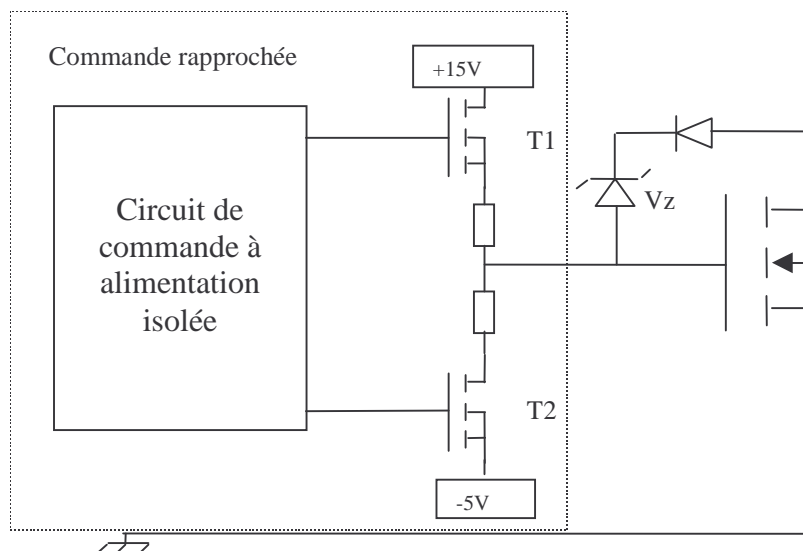 Commande rapprochée
+15V
T1
Vz
Circuit de
commande à
alimentation
isolée
T2
-5V